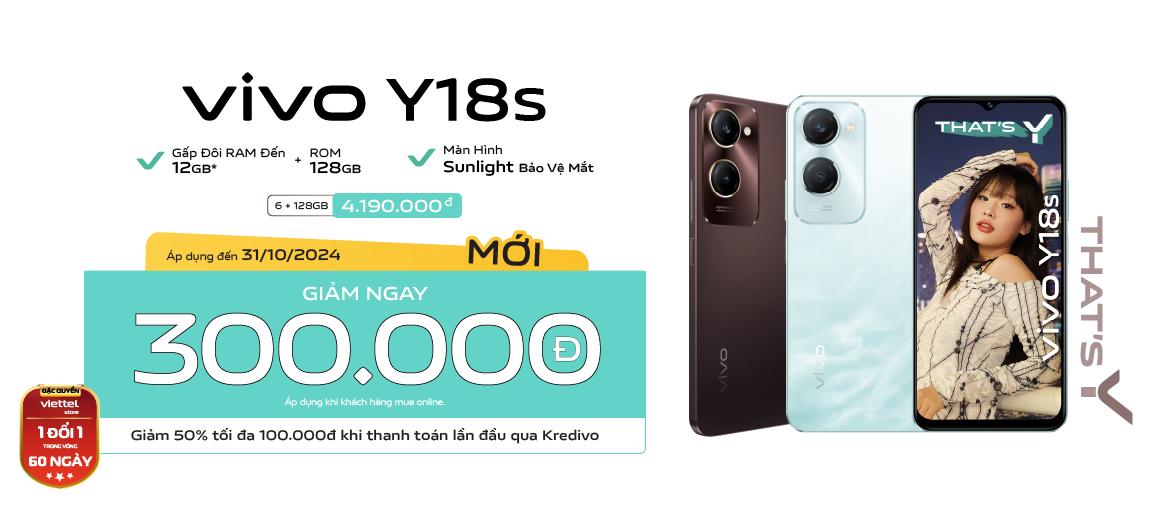 vivo Y18s
Gấp Đôi RAM Đến
12GB*
+
ROM
128GB
Màn Hình
Sunlight Bảo Vệ Mắt
6 + 128GB
4.190.000đ
Áp dụng đến 31/10/2024
MỚI
GIẢM NGAY
300.000Đ
Áp dụng khi khách hàng mua online.
Giảm 50% tối đa 100.000đ khi thanh toán lần đầu qua Kredivo
ĐẶC QUYỀN
viettel
store
1 ĐỔI 1
TRONG VÒNG
60 NGÀY
vivo
vivo
THAT'S Y
vivo Y18s
THAT'S Y